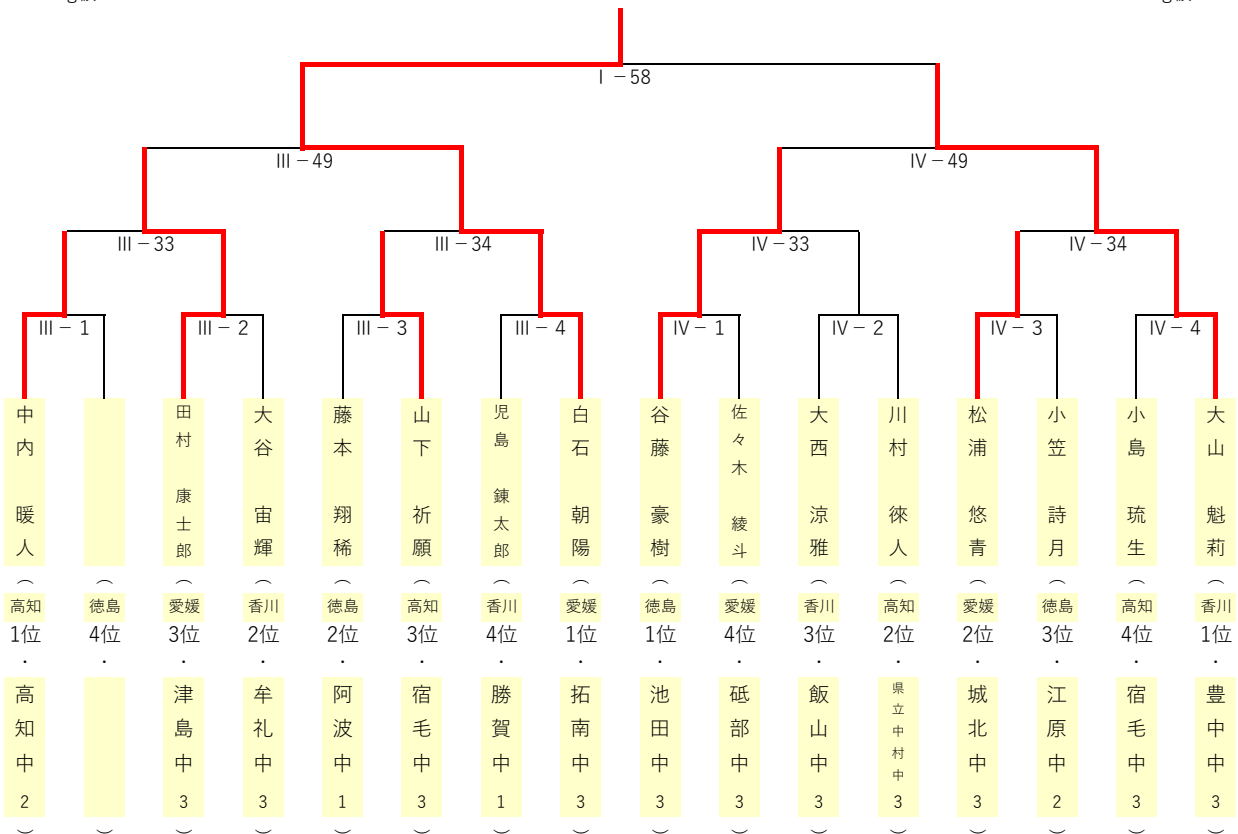 I－58
III－49
IV－49
III－33
III－34
IV－33
IV－34
III－1
III－2
III－3
III－4
IV－1
IV－2
IV－3
IV－4
中内 暖人（高知1位・高知中2）
（徳島4位・）
田村 康士郎（愛媛3位・津島中3）
大谷 宙輝（香川2位・牟礼中3）
藤本 翔稀（徳島2位・阿波中1）
山下 祈願（高知3位・宿毛中3）
児島 錬太郎（香川4位・勝賀中1）
白石 朝陽（愛媛1位・拓南中3）
谷藤 豪樹（徳島1位・池田中3）
佐々木 綾斗（愛媛4位・砥部中3）
大西 涼雅（香川3位・飯山中3）
川村 徠人（高知2位・県立中村中3）
松浦 悠青（愛媛2位・城北中3）
小笠 詩月（徳島3位・江原中2）
小島 琉生（高知4位・宿毛中3）
大山 魁莉（香川1位・豊中中3）